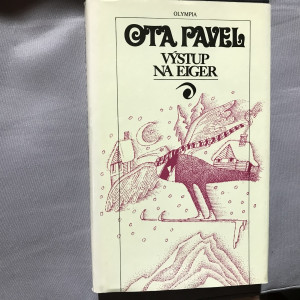 OLYMPIA
OTA PAVEL
VÝSTUP
NA EIGER